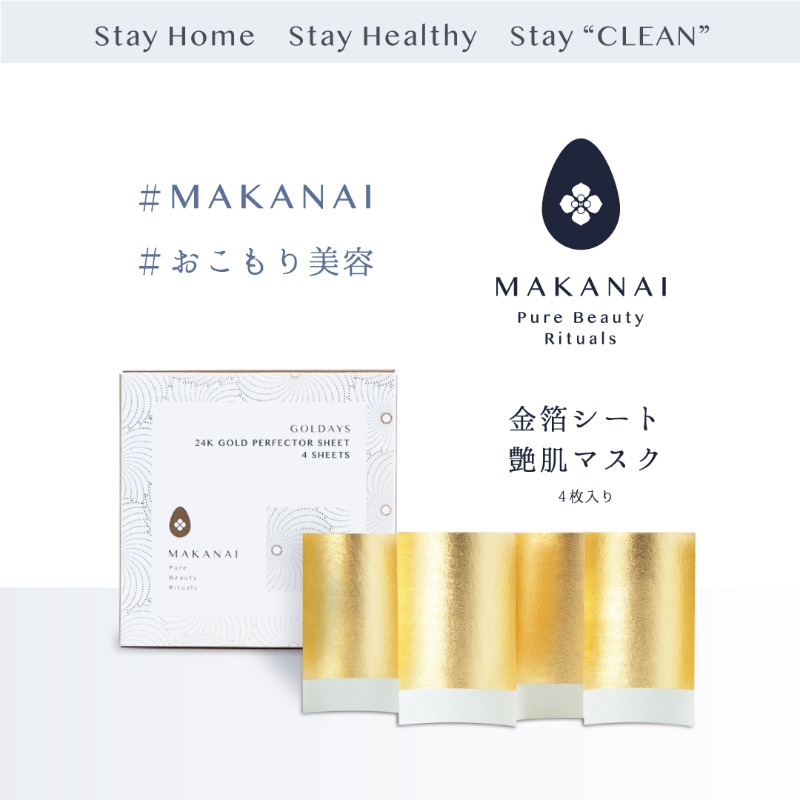 Stay Home Stay Healthy Stay “CLEAN”
#MAKANAI
#おこもり美容
MAKANAI
Pure Beauty
Rituals
金箔シート
艶肌マスク
4枚入り
GOLDAYS
24K GOLD PERFECTOR SHEET
4 SHEETS
MAKANAI
Pure
Beauty
Rituals